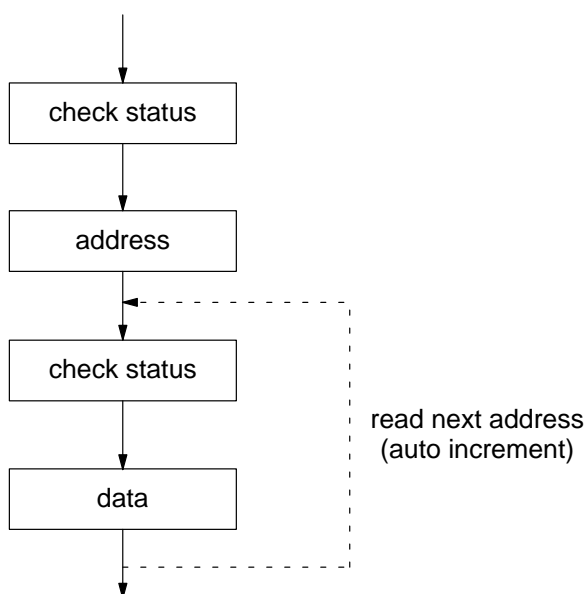 check status
address
check status
read next address
(auto increment)
data